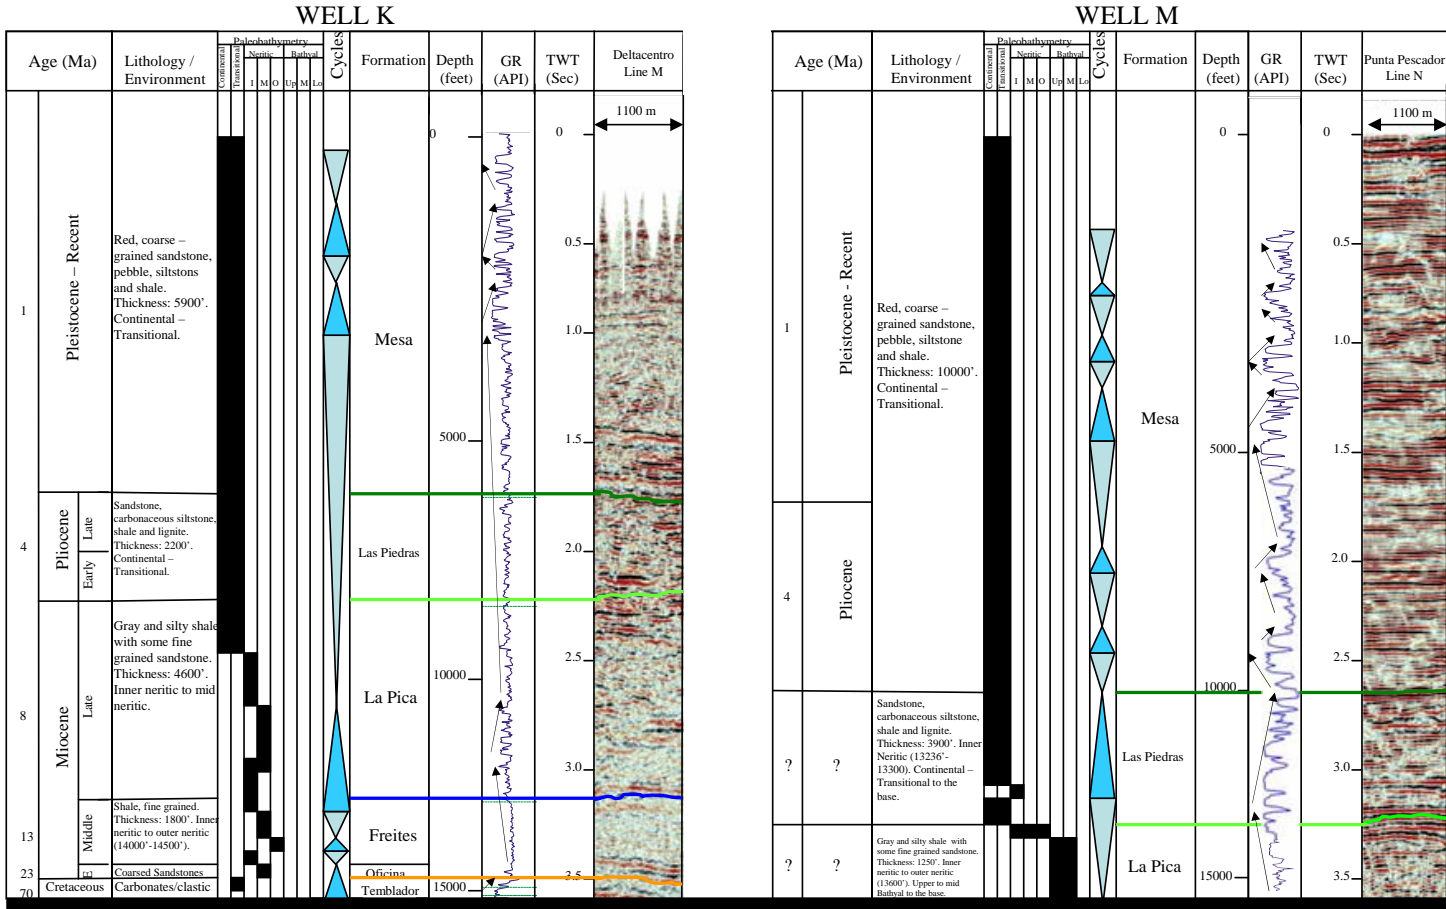 WELL K
Age (Ma)
Lithology /
Environment
Paleobathymetry
Continental
Transitional
Neritic
Bathyal
I
M
O
Up
M
Lo
Cycles
Formation
Depth
(feet)
GR
(API)
TWT
(Sec)
Deltacentro
Line M
1100 m
1
Pleistocene – Recent
Red, coarse –
grained sandstone,
pebble, siltstons
and shale.
Thickness: 5900’.
Continental –
Transitional.
Mesa
4
Pliocene
Late
Early
Sandstone,
carbonaceous siltstone,
shale and lignite.
Thickness: 2200’.
Continental –
Transitional.
Las Piedras
8
Miocene
Late
Gray and silty shale
with some fine
grained sandstone.
Thickness: 4600’.
Inner neritic to mid
neritic.
La Pica
13
Middle
Shale, fine grained.
Thickness: 1800’. Inner
neritic to outer neritic
(14000’-14500’).
Freites
23
E
Coarsed Sandstones
Oficina
70
Cretaceous
Carbonates/clastic
Temblador
0
5000
10000
15000
0
0.5
1.0
1.5
2.0
2.5
3.0
3.5
WELL M
Age (Ma)
Lithology /
Environment
Paleobathymetry
Continental
Transitional
Neritic
Bathyal
I
M
O
Up
M
Lo
Cycles
Formation
Depth
(feet)
GR
(API)
TWT
(Sec)
Punta Pescador
Line N
1100 m
1
Pleistocene - Recent
Red, coarse –
grained sandstone,
pebble, siltstone
and shale.
Thickness: 10000’.
Continental –
Transitional.
Mesa
4
Pliocene
?
?
Sandstone,
carbonaceous siltstone,
shale and lignite.
Thickness: 3900’. Inner
Neritic (13236’-
13300). Continental –
Transitional to the
base.
Las Piedras
?
?
Gray and silty shale with
some fine grained sandstone.
Thickness: 1250’. Inner
neritic to outer neritic
(13600’). Upper to mid
Bathyal to the base.
La Pica
0
5000
10000
15000
0
0.5
1.0
1.5
2.0
2.5
3.0
3.5